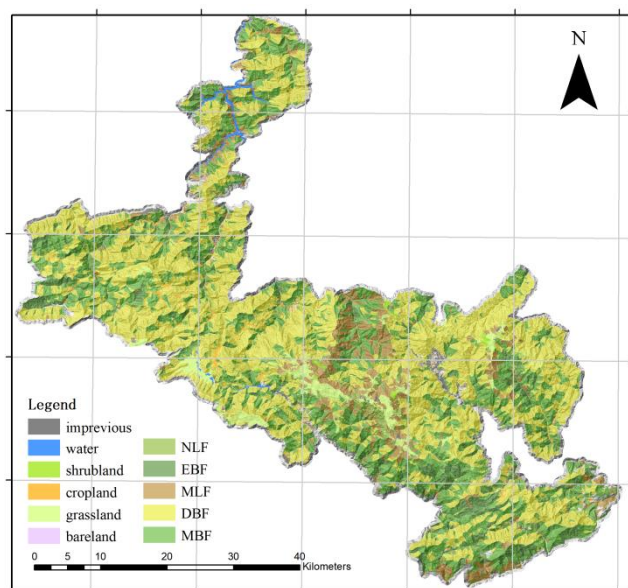 N
Legend
imprevious
water
shrubland
cropland
grassland
bareland
NLF
EBF
MLF
DBF
MBF
0 5 10 20 30 40
Kilometers